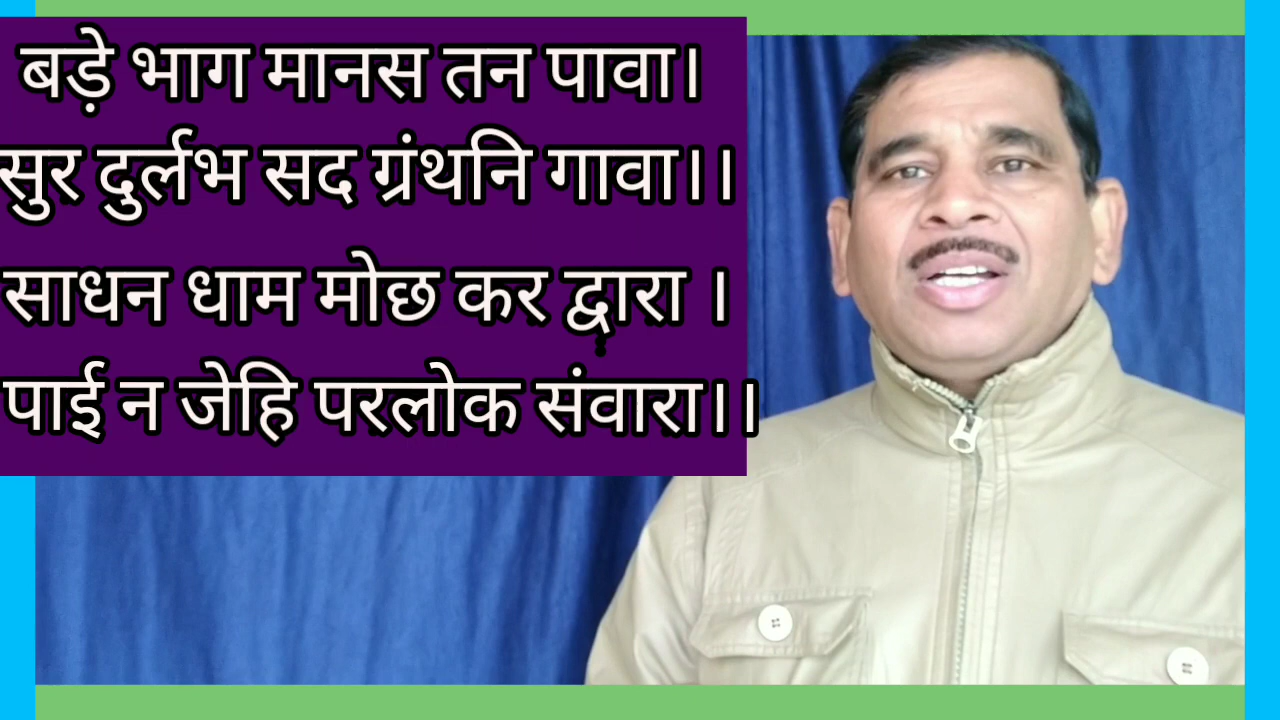 बड़े भाग मानस तन पावा।
सुर दुर्लभ सद ग्रंथनि गावा।।
साधन धाम मोछ कर द्वारा ।
पाई न जेहि परलोक संवारा।।